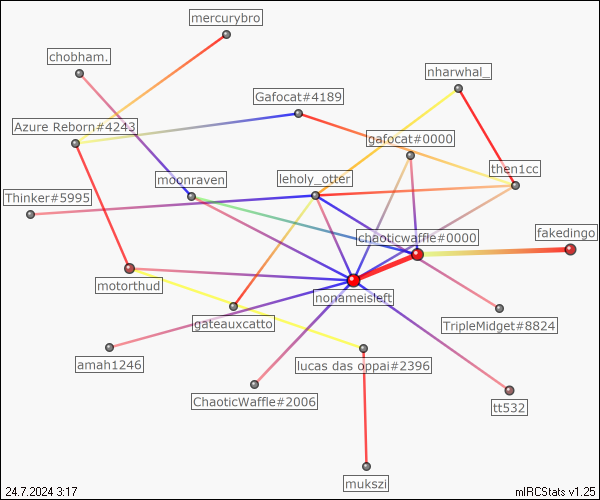 mercurybro
chobham.
nharwhal_
Gafocat#4189
Azure Reborn#4243
gafocat#0000
then1cc
moonraven
leholy_otter
Thinker#5995
fakedingo
chaoticwaffle#0000
motorthud
nonameisleft
gateauxcatto
TripleMidget#8824
amah1246
lucas das oppai#2396
ChaoticWaffle#2006
tt532
mukszi
24.7.2024 3:17
mIRCStats v1.25